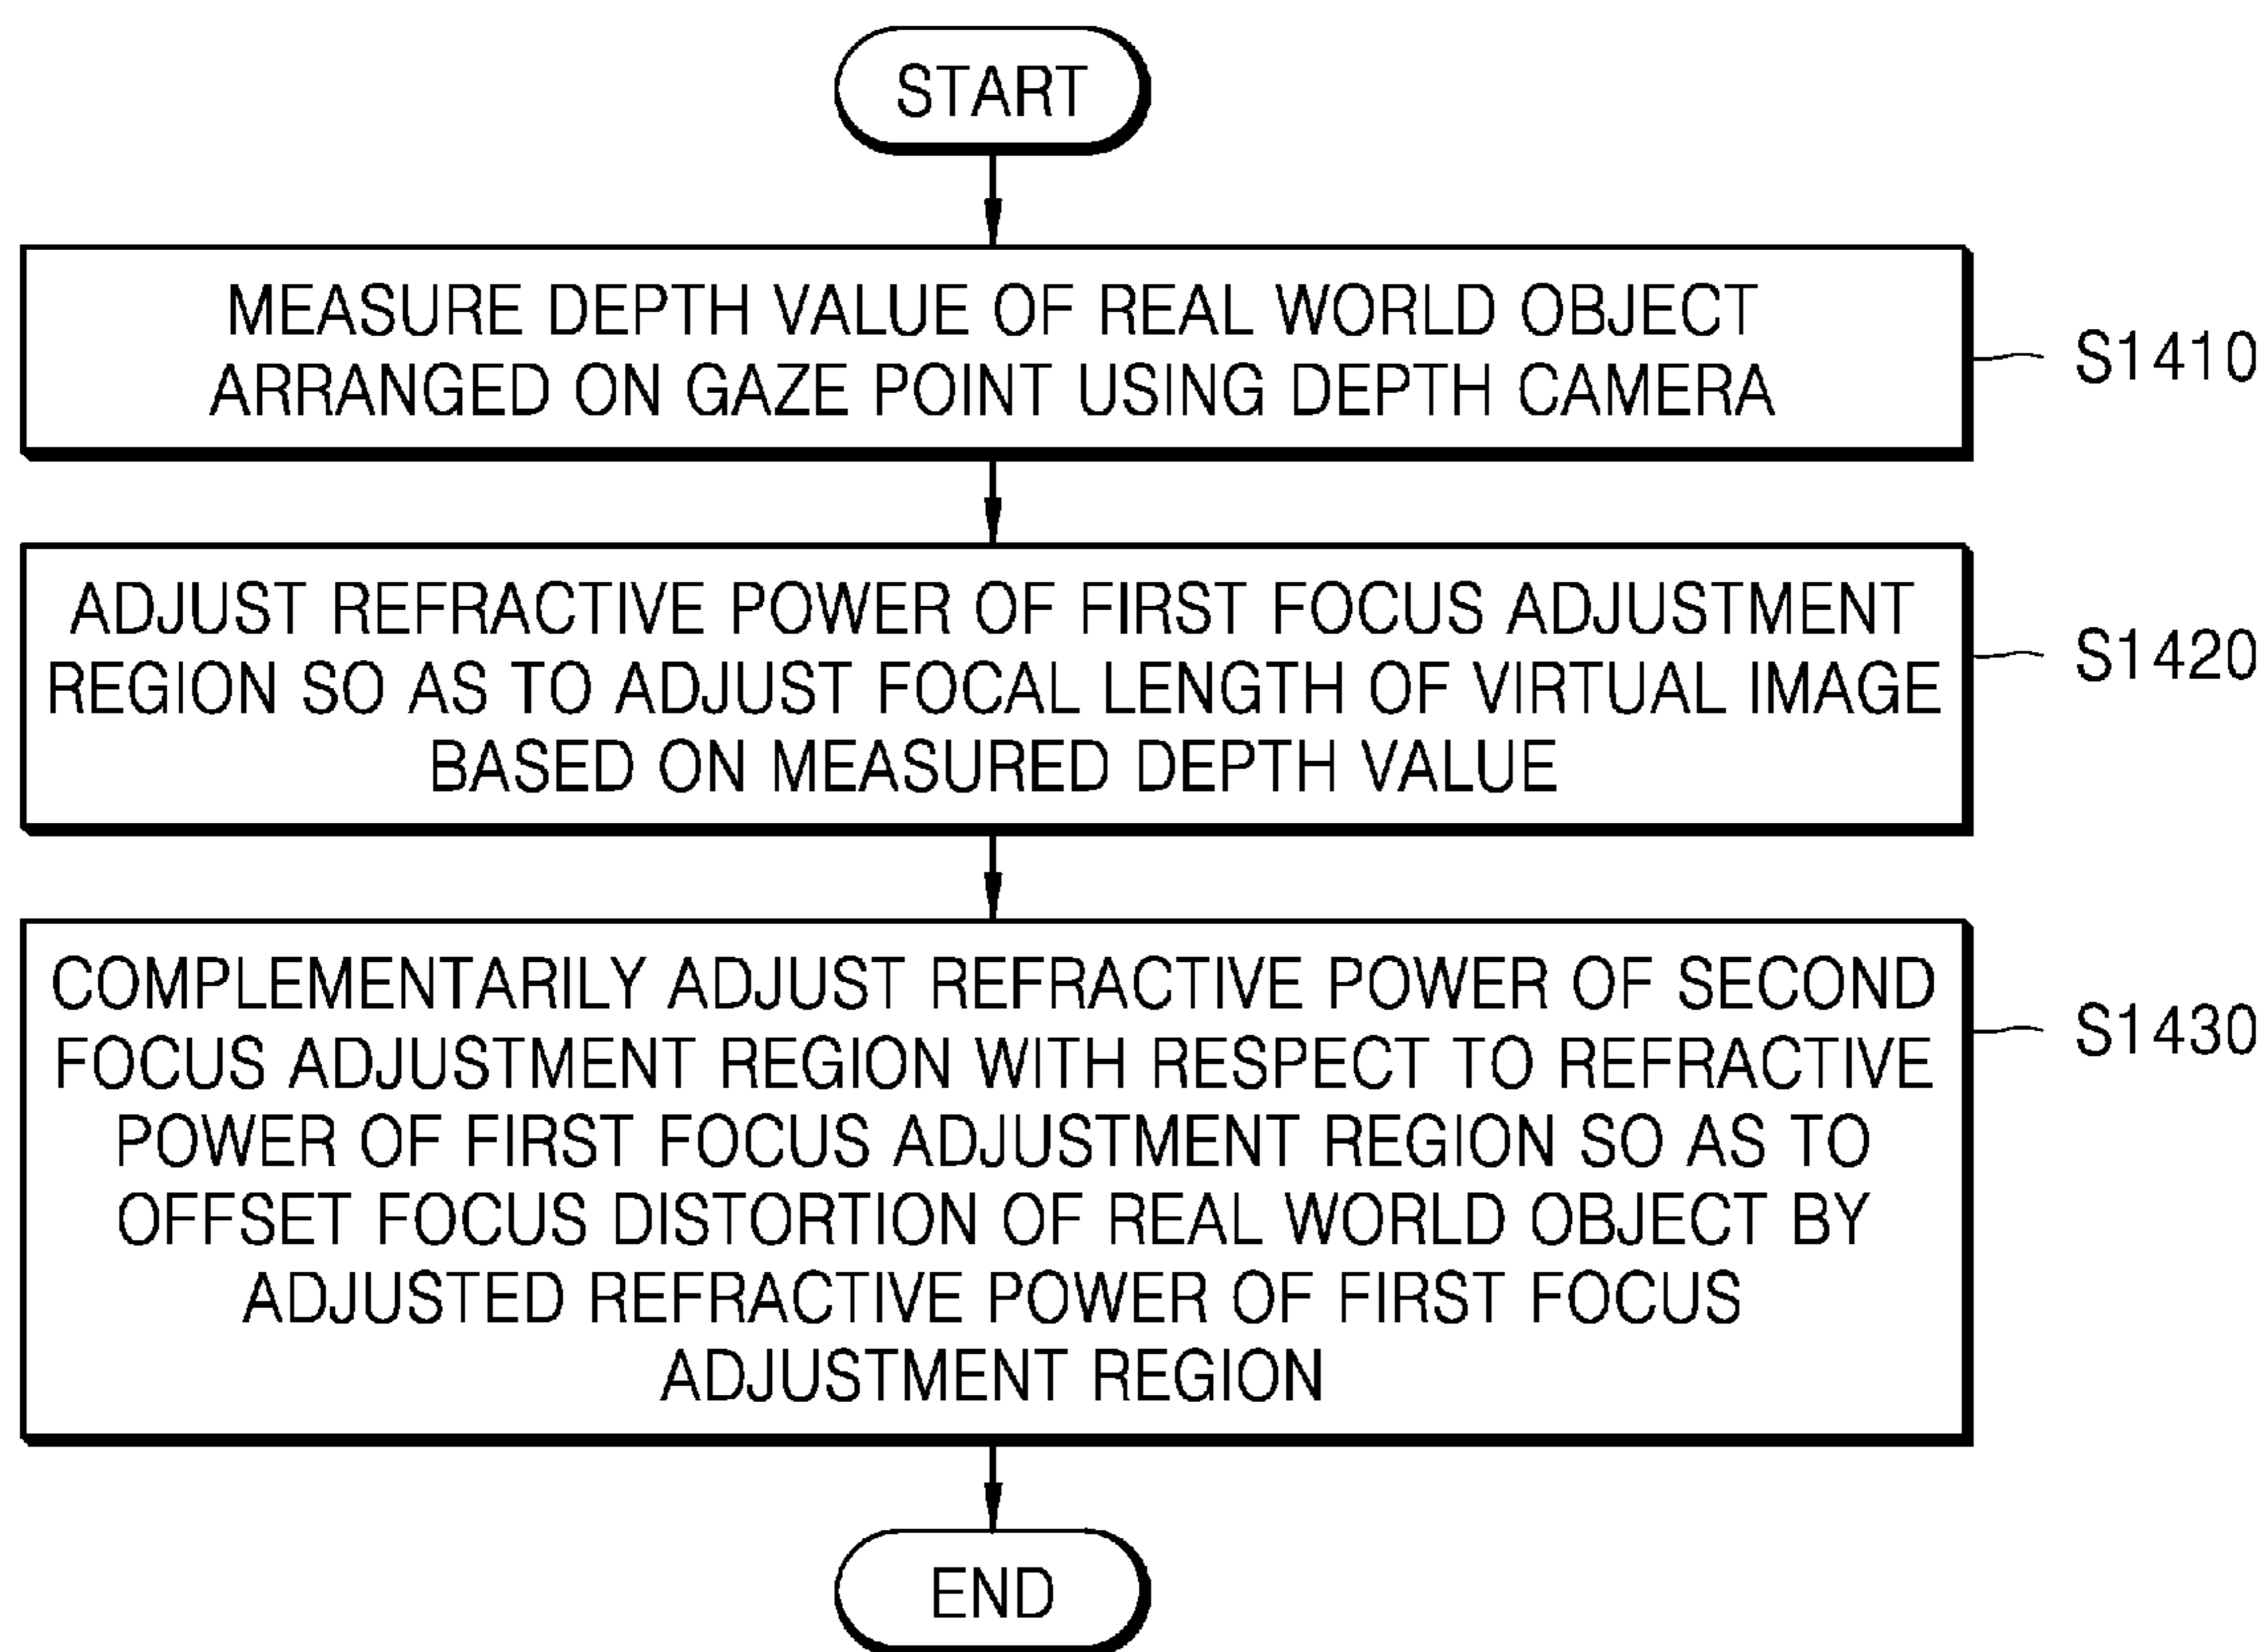 START
MEASURE DEPTH VALUE OF REAL WORLD OBJECT
ARRANGED ON GAZE POINT USING DEPTH CAMERA
S1410
ADJUST REFRACTIVE POWER OF FIRST FOCUS ADJUSTMENT
REGION SO AS TO ADJUST FOCAL LENGTH OF VIRTUAL IMAGE
BASED ON MEASURED DEPTH VALUE
S1420
COMPLEMENTARILY ADJUST REFRACTIVE POWER OF SECOND
FOCUS ADJUSTMENT REGION WITH RESPECT TO REFRACTIVE
POWER OF FIRST FOCUS ADJUSTMENT REGION SO AS TO
OFFSET FOCUS DISTORTION OF REAL WORLD OBJECT BY
ADJUSTED REFRACTIVE POWER OF FIRST FOCUS
ADJUSTMENT REGION
S1430
END